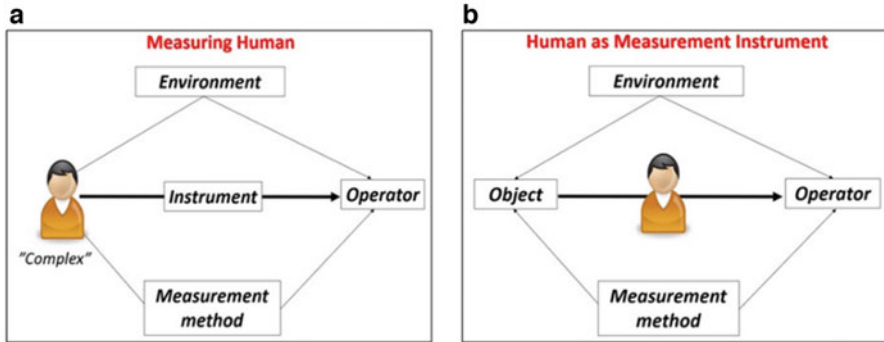 a
Measuring Human
Environment
Instrument
Operator
"Complex"
Measurement
method
b
Human as Measurement Instrument
Environment
Object
Operator
Measurement
method